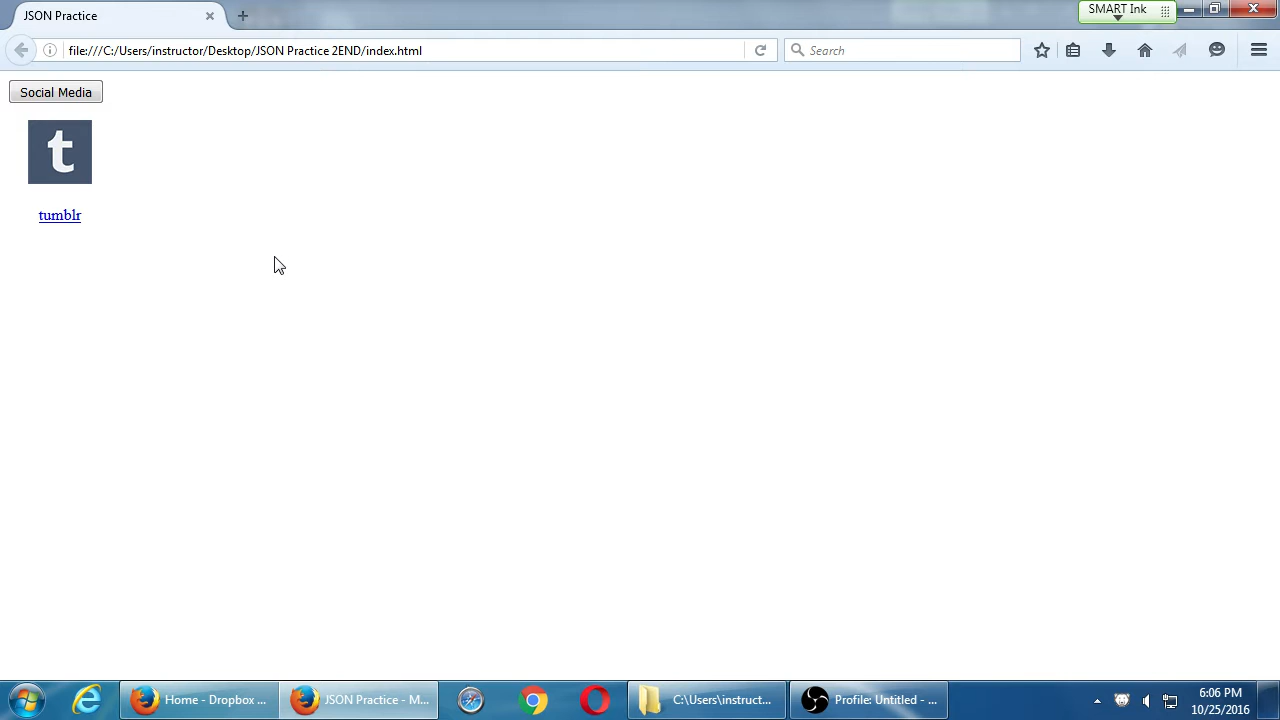 JSON Practice
SMART Ink
file:///C:/Users/instructor/Desktop/JSON Practice 2END/index.html
Search
Social Media
t
tumblr
Home - Dropbox ...
JSON Practice - M...
C:\Users\instruct...
Profile: Untitled - ...
6:06 PM
10/25/2016